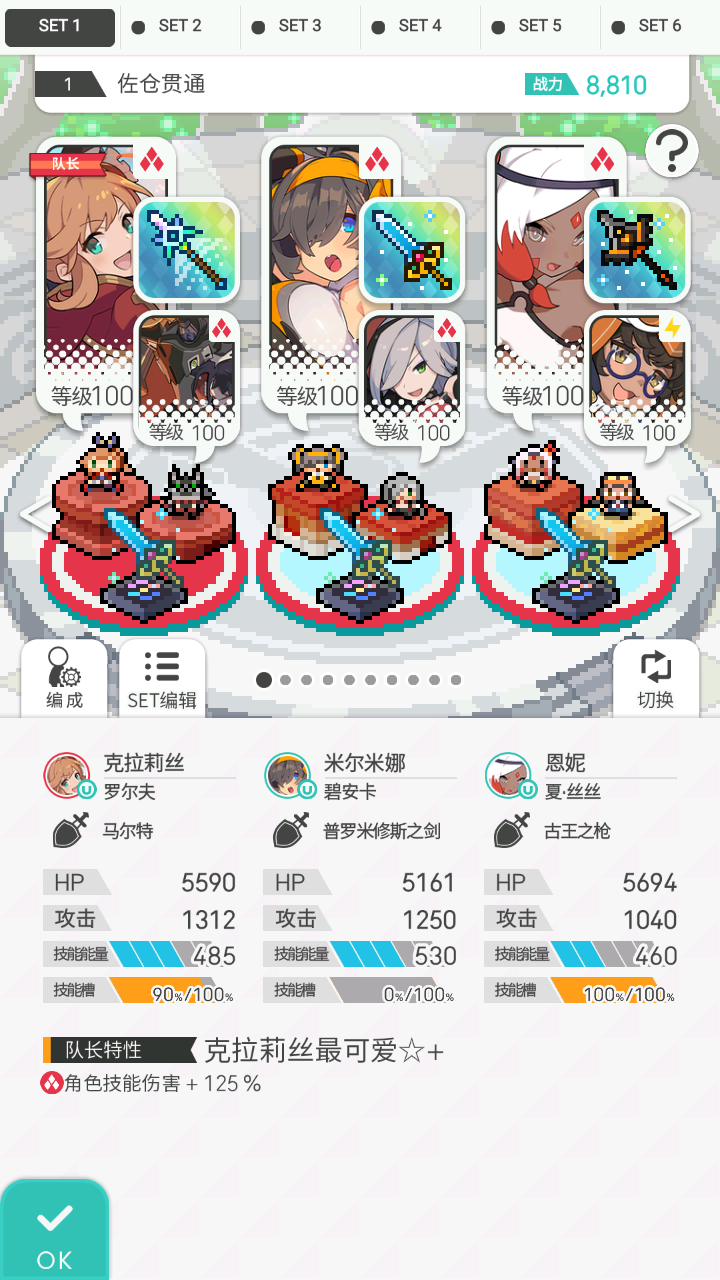 SET 1 SET 2 SET 3 SET 4 SET 5 SET 6
1 佐仓贯通 战力 8,810
?
队长
等级100 等级100 等级100
等级 100 等级 100 等级 100
编成 SET编辑 切换
克拉莉丝 米尔米娜 恩妮
罗尔夫 碧安卡 夏·丝丝
马尔特 普罗米修斯之剑 古王之枪
HP 5590 HP 5161 HP 5694
攻击 1312 攻击 1250 攻击 1040
技能能量 485 技能能量 530 技能能量 460
技能槽 90%/100% 技能槽 0%/100% 技能槽 100%/100%
队长特性 克拉莉丝最可爱☆+
角色技能伤害 + 125 %
OK